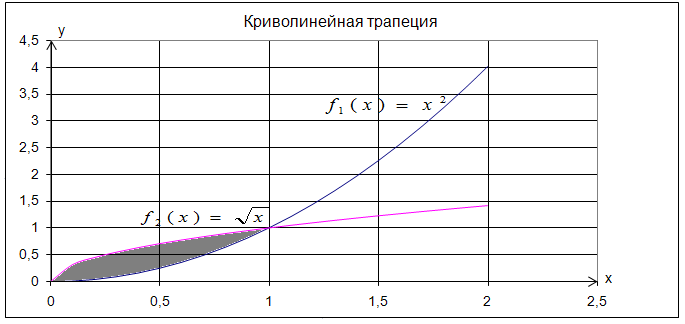 Криволинейная трапеция
y
4,5
4
3,5
f₁(x) = x²
3
2,5
2
1,5
f₂(x) = √x
1
0,5
0
x
0 0,5 1 1,5 2 2,5